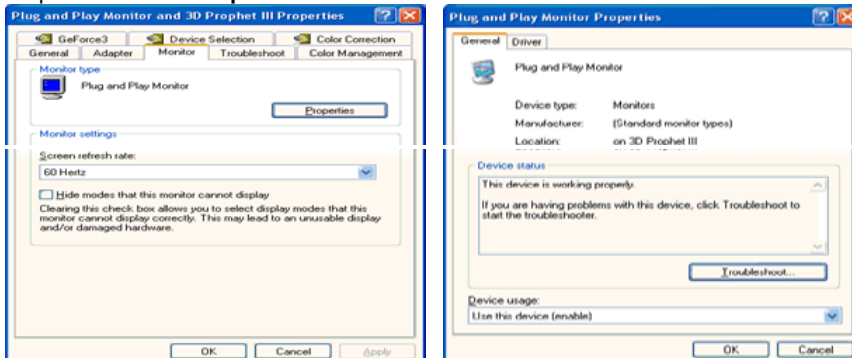 Plug and Play Monitor and 3D Prophet III Properties
GeForce3 Device Selection Color Correction
General Adapter Monitor Troubleshoot Color Management
Monitor type
Plug and Play Monitor
Properties
Monitor settings
Screen refresh rate:
60 Hertz
Hide modes that this monitor cannot display
Clearing this check box allows you to select display modes that this
monitor cannot display correctly. This may lead to an unusable display
and/or damaged hardware.
OK Cancel Apply
Plug and Play Monitor Properties
General Driver
Plug and Play Monitor
Device type: Monitors
Manufacturer: (Standard monitor types)
Location: on 3D Prophet III
Device status
This device is working properly.
If you are having problems with this device, click Troubleshoot to
start the troubleshooter.
Troubleshoot...
Device usage:
Use this device (enable)
OK Cancel